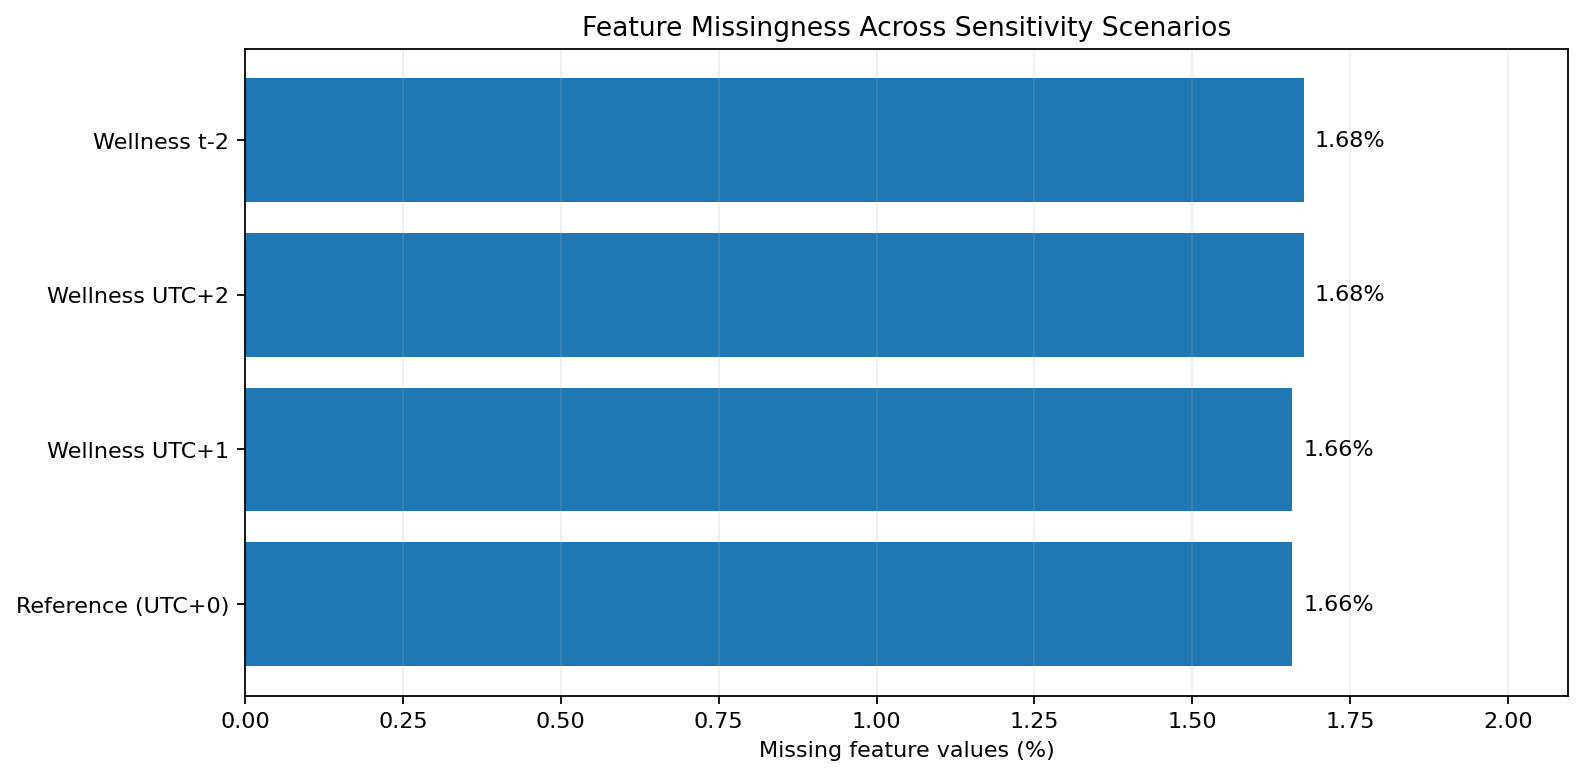 Feature Missingness Across Sensitivity Scenarios
Wellness t-2
1.68%
Wellness UTC+2
1.68%
Wellness UTC+1
1.66%
Reference (UTC+0)
1.66%
0.00 0.25 0.50 0.75 1.00 1.25 1.50 1.75 2.00
Missing feature values (%)